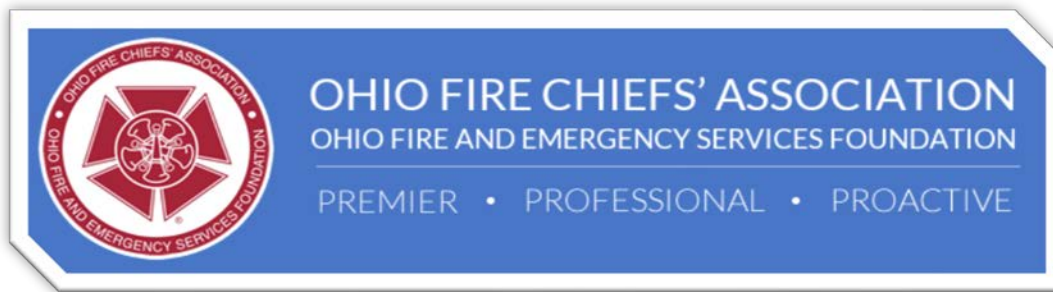 OHIO FIRE CHIEFS' ASSOCIATION
OHIO FIRE AND EMERGENCY SERVICES FOUNDATION
®
OHIO FIRE CHIEFS' ASSOCIATION
OHIO FIRE AND EMERGENCY SERVICES FOUNDATION
PREMIER • PROFESSIONAL • PROACTIVE